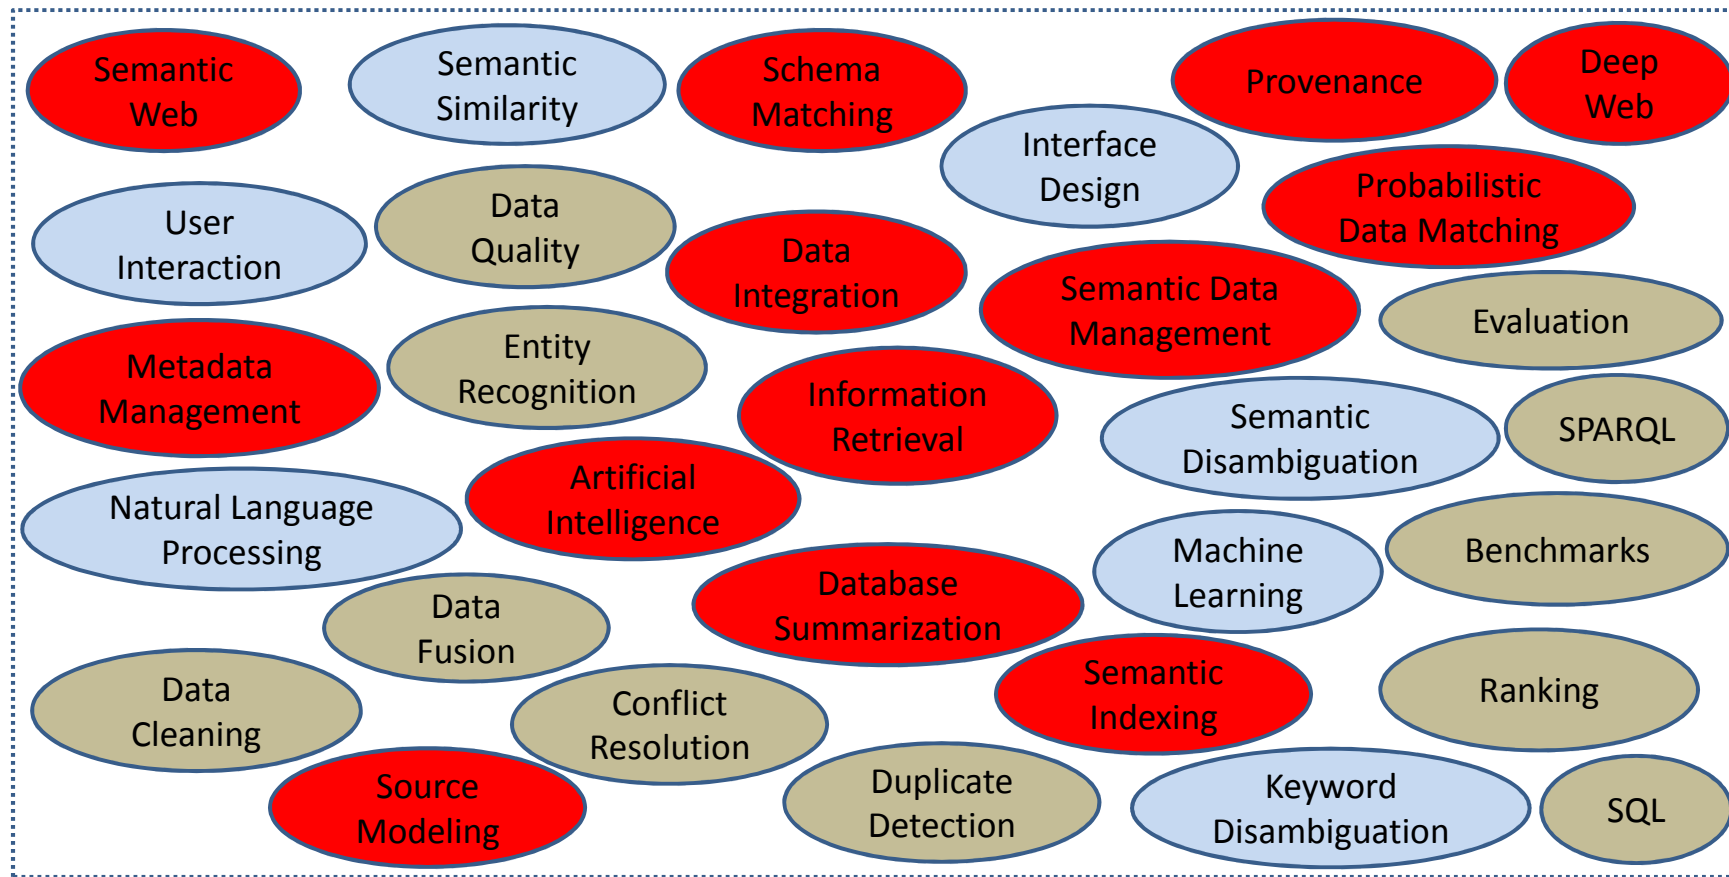 Semantic
Web
Semantic
Similarity
Schema
Matching
Provenance
Deep
Web
Interface
Design
Probabilistic
Data Matching
User
Interaction
Data
Quality
Data
Integration
Semantic Data
Management
Evaluation
Metadata
Management
Entity
Recognition
Information
Retrieval
Semantic
Disambiguation
SPARQL
Natural Language
Processing
Artificial
Intelligence
Machine
Learning
Benchmarks
Data
Fusion
Database
Summarization
Data
Cleaning
Conflict
Resolution
Semantic
Indexing
Ranking
Source
Modeling
Duplicate
Detection
Keyword
Disambiguation
SQL